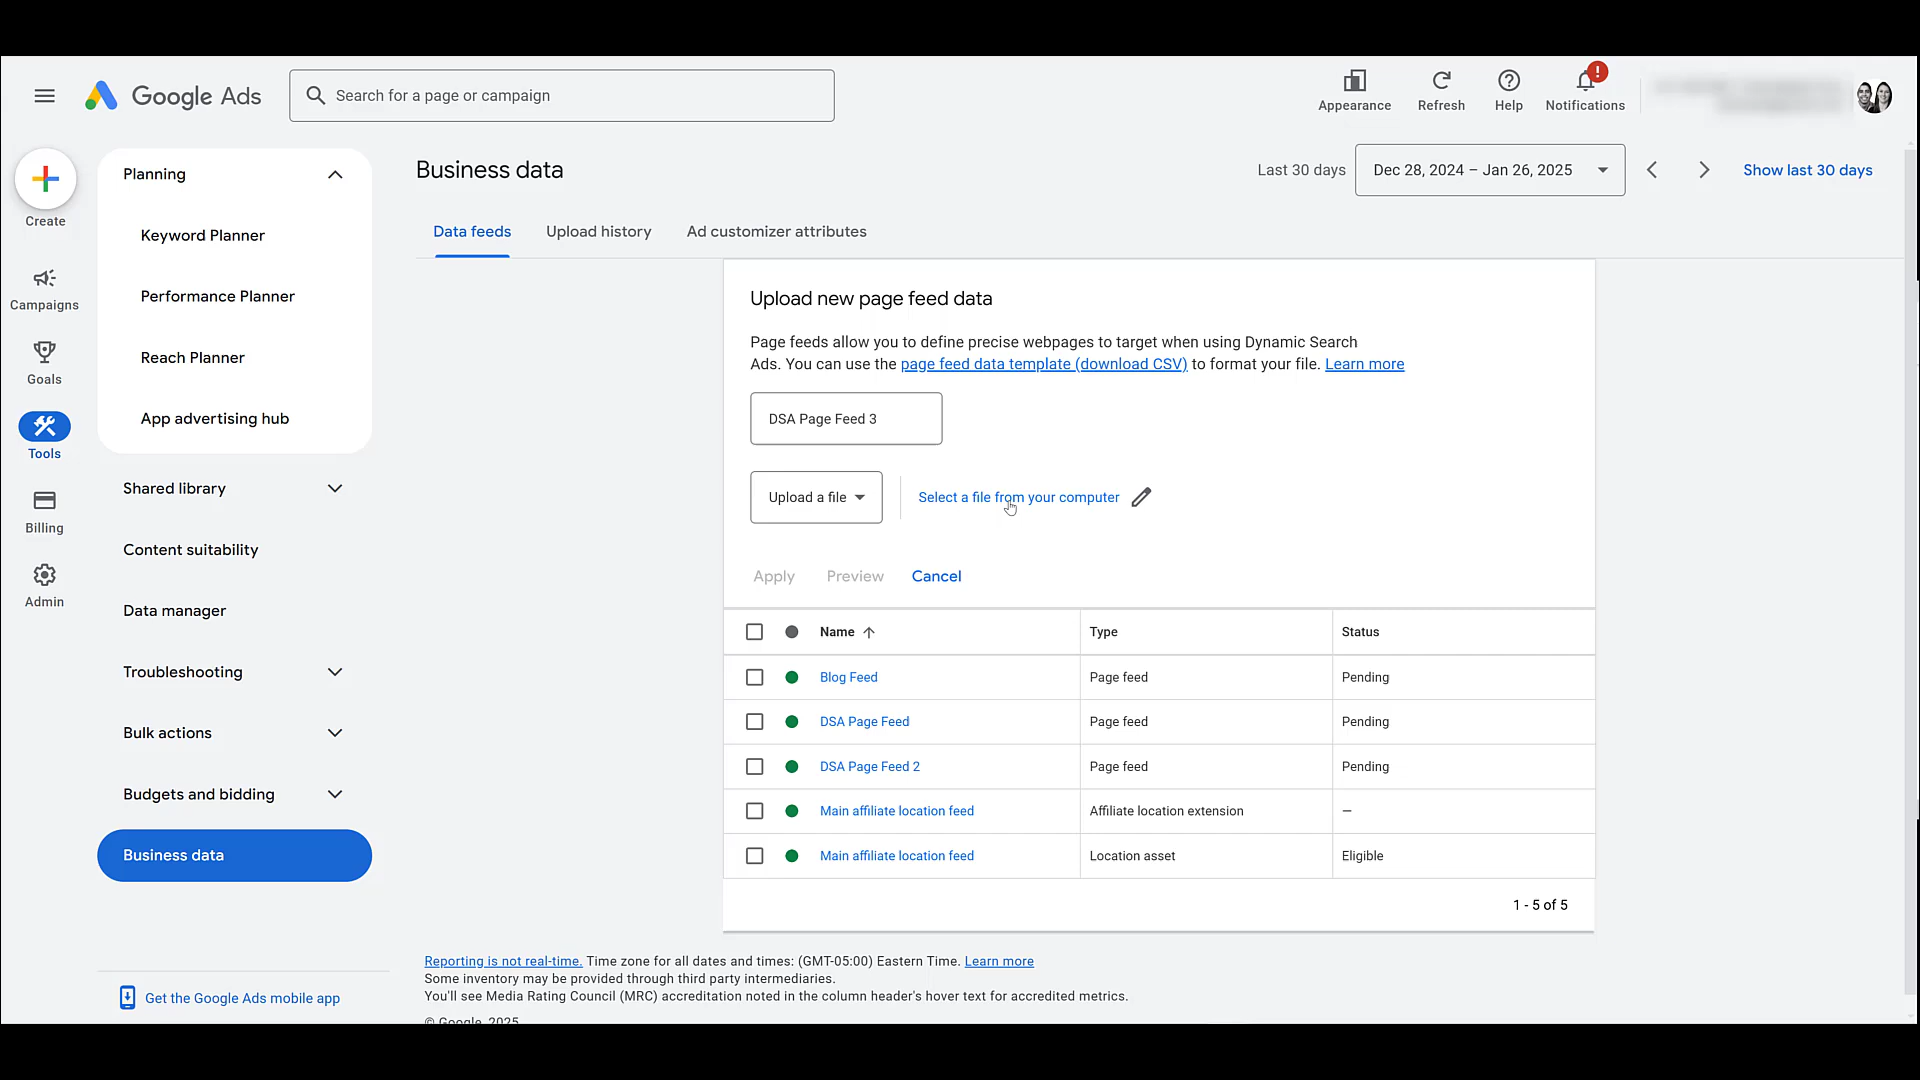 Google Ads
Search for a page or campaign
Appearance
Refresh
Help
!
Notifications
Create
Campaigns
Goals
Tools
Billing
Admin
Planning
Keyword Planner
Performance Planner
Reach Planner
App advertising hub
Shared library
Content suitability
Data manager
Troubleshooting
Bulk actions
Budgets and bidding
Business data
Get the Google Ads mobile app
Business data
Last 30 days
Dec 28, 2024 – Jan 26, 2025
Show last 30 days
Data feeds
Upload history
Ad customizer attributes
Upload new page feed data
Page feeds allow you to define precise webpages to target when using Dynamic Search
Ads. You can use the page feed data template (download CSV) to format your file. Learn more
DSA Page Feed 3
Upload a file
Select a file from your computer
Apply
Preview
Cancel
Name Type Status
Blog Feed Page feed Pending
DSA Page Feed Page feed Pending
DSA Page Feed 2 Page feed Pending
Main affiliate location feed Affiliate location extension —
Main affiliate location feed Location asset Eligible
1 - 5 of 5
Reporting is not real-time. Time zone for all dates and times: (GMT-05:00) Eastern Time. Learn more
Some inventory may be provided through third party intermediaries.
You'll see Media Rating Council (MRC) accreditation noted in the column header's hover text for accredited metrics.
© Google, 2025